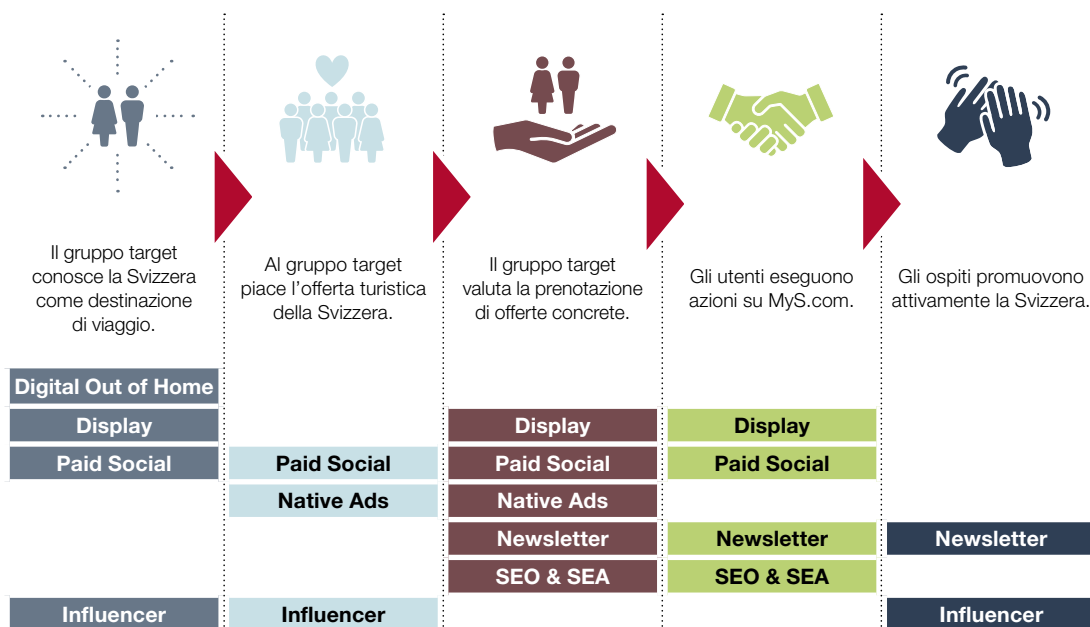 Il gruppo target
conosce la Svizzera
come destinazione
di viaggio.
Al gruppo target
piace l’offerta turistica
della Svizzera.
Il gruppo target
valuta la prenotazione
di offerte concrete.
Gli utenti eseguono
azioni su MyS.com.
Gli ospiti promuovono
attivamente la Svizzera.
Digital Out of Home
Display
Display
Display
Paid Social
Paid Social
Paid Social
Paid Social
Native Ads
Native Ads
Newsletter
Newsletter
Newsletter
SEO & SEA
SEO & SEA
Influencer
Influencer
Influencer